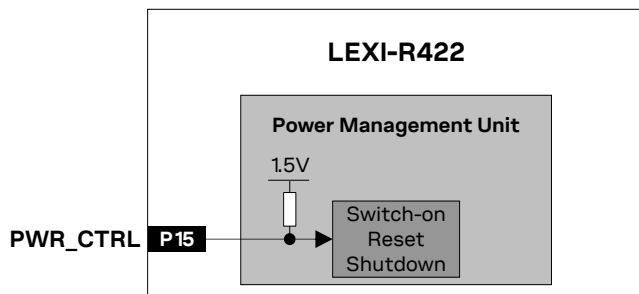 LEXI-R422
Power Management Unit
1.5V
PWR_CTRL P15
Switch-on
Reset
Shutdown